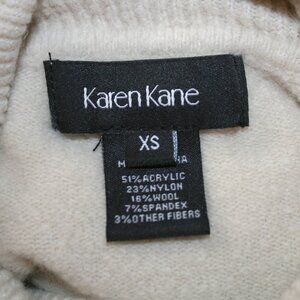 Karen Kane
XS
51% ACRYLIC
23% NYLON
16% WOOL
7% SPANDEX
3% OTHER FIBERS